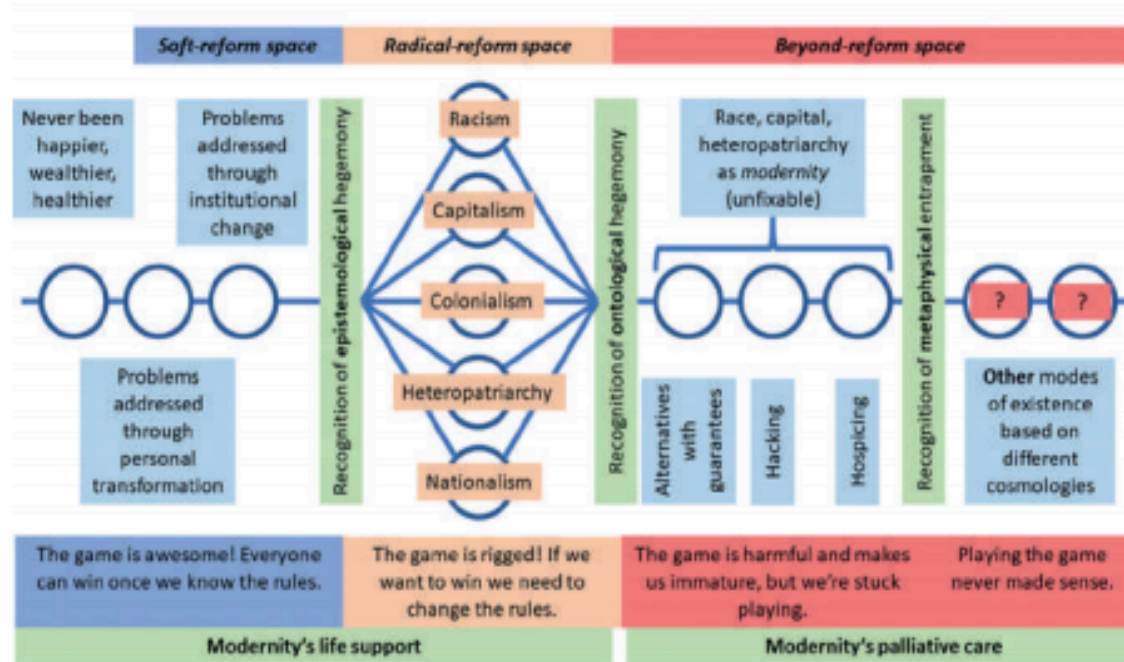 Soft-reform space
Radical-reform space
Beyond-reform space
Never been
happier,
wealthier,
healthier
Problems
addressed
through
institutional
change
Problems
addressed
through
personal
transformation
Recognition of epistemological hegemony
Racism
Capitalism
Colonialism
Heteropatriarchy
Nationalism
Recognition of ontological hegemony
Race, capital,
heteropatriarchy
as modernity
(unfixable)
Alternatives
with
guarantees
Hacking
Hospicing
Recognition of metaphysical entrapment
?
?
Other modes
of existence
based on
different
cosmologies
The game is awesome! Everyone
can win once we know the rules.
The game is rigged! If we
want to win we need to
change the rules.
The game is harmful and makes
us immature, but we're stuck
playing.
Playing the game
never made sense.
Modernity's life support
Modernity's palliative care